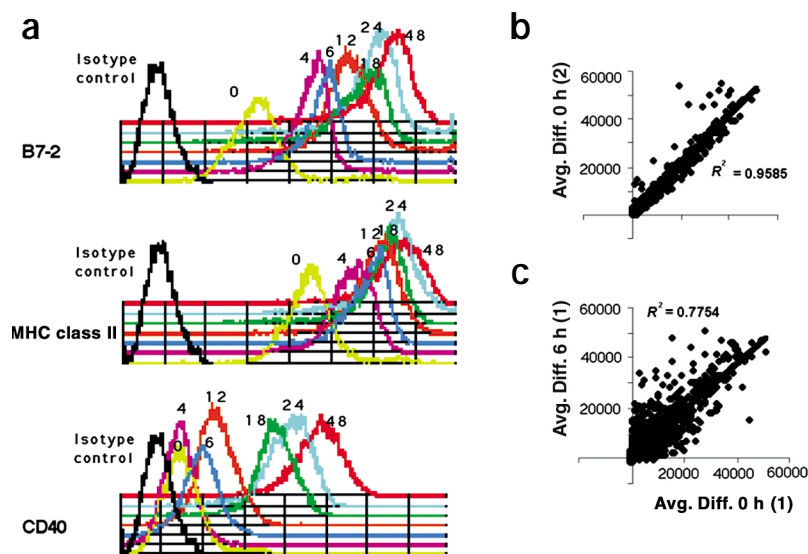 a
Isotype
control
0
4
6
12
18
24
48
B7-2
Isotype
control
0
4
6
12
18
24
48
MHC class II
Isotype
control
0
4
6
12
18
24
48
CD40
b
60000
40000
20000
Avg. Diff. 0 h (2)
R² = 0.9585
c
60000
40000
20000
Avg. Diff. 6 h (1)
R² = 0.7754
20000 40000 60000
Avg. Diff. 0 h (1)